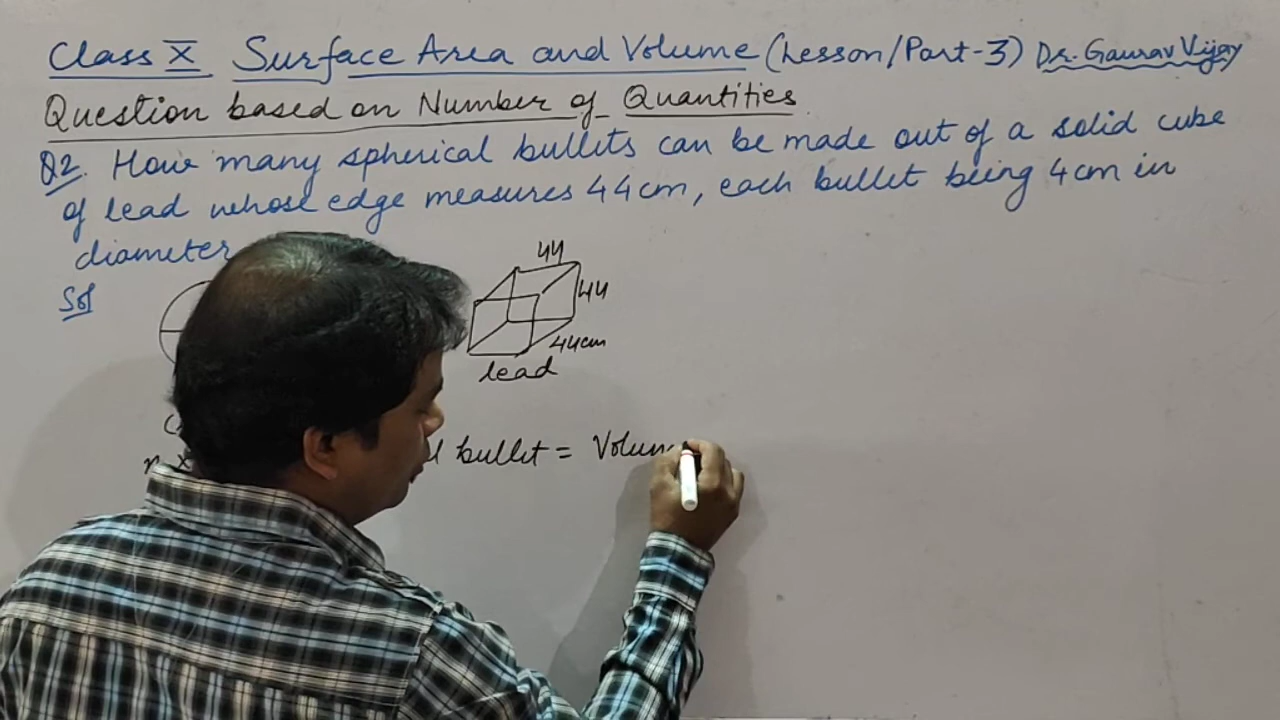 Class X Surface Area and Volume (Lesson/Part-3) Dr. Gaurav Vijay
Question based on Number of Quantities
Q2. How many spherical bullets can be made out of a solid cube
of lead whose edge measures 44cm, each bullet being 4cm in
diameter
Sol
44
44
44cm
lead
n x bullet = Volum